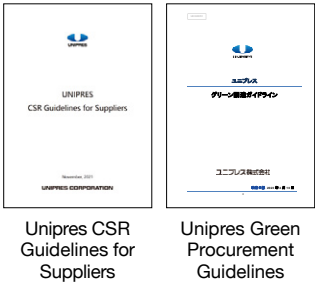 UNIPRES
UNIPRES
CSR Guidelines for Suppliers
November, 2021
UNIPRES CORPORATION
Unipres CSR
Guidelines for
Suppliers
UNIPRES
ユニプレス
グリーン調達ガイドライン
ユニプレス株式会社
Unipres Green
Procurement
Guidelines